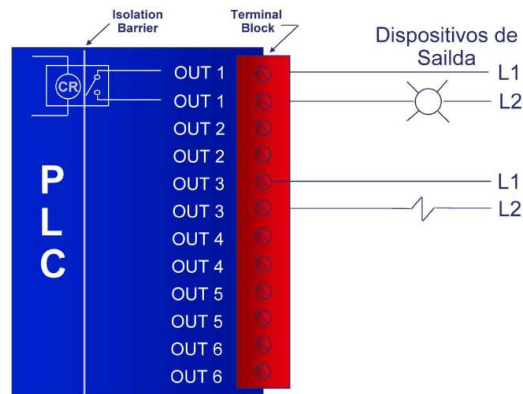 Isolation
Barrier
Terminal
Block
Dispositivos de
Sailda
CR
OUT 1
L1
OUT 1
L2
OUT 2
OUT 2
OUT 3
L1
OUT 3
L2
OUT 4
OUT 4
OUT 5
OUT 5
OUT 6
OUT 6
P
L
C